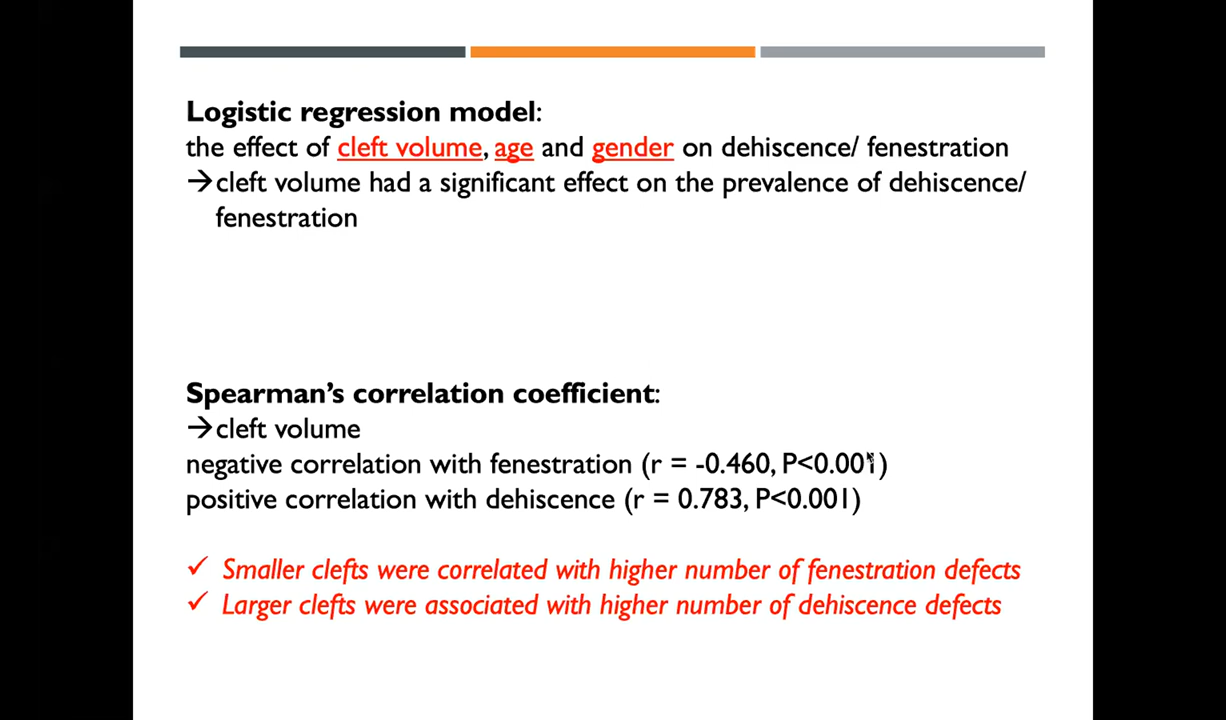 Logistic regression model:
the effect of cleft volume, age and gender on dehiscence/ fenestration
→cleft volume had a significant effect on the prevalence of dehiscence/
fenestration
Spearman's correlation coefficient:
→cleft volume
negative correlation with fenestration (r = -0.460, P<0.001)
positive correlation with dehiscence (r = 0.783, P<0.001)
✓ Smaller clefts were correlated with higher number of fenestration defects
✓ Larger clefts were associated with higher number of dehiscence defects